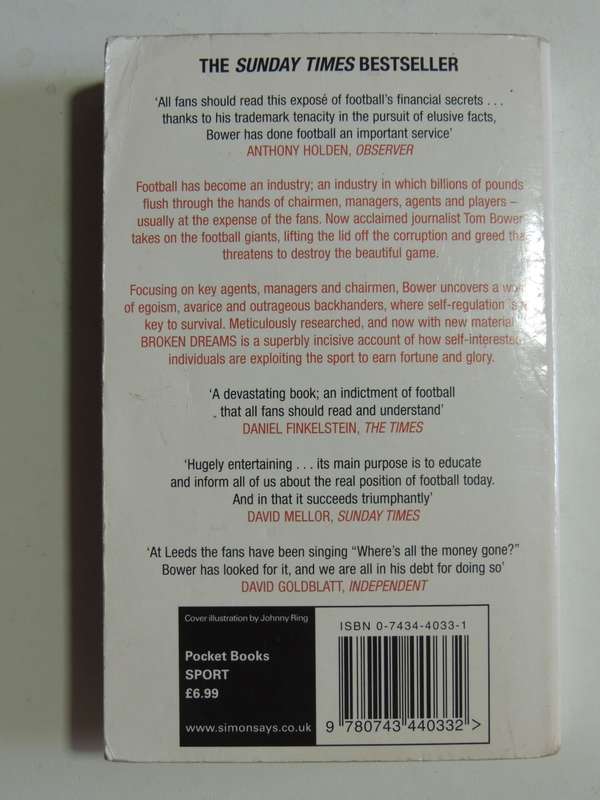 THE SUNDAY TIMES BESTSELLER
‘All fans should read this exposé of football’s financial secrets . . .
thanks to his trademark tenacity in the pursuit of elusive facts,
Bower has done football an important service’
ANTHONY HOLDEN, OBSERVER
Football has become an industry; an industry in which billions of pounds
flush through the hands of chairmen, managers, agents and players –
usually at the expense of the fans. Now acclaimed journalist Tom Bower
takes on the football giants, lifting the lid off the corruption and greed
threatens to destroy the beautiful game.
Focusing on key agents, managers and chairmen, Bower uncovers a
of egoism, avarice and outrageous backhanders, where self-regulation
key to survival. Meticulously researched, and now with new material
BROKEN DREAMS is a superbly incisive account of how self-interested
individuals are exploiting the sport to earn fortune and glory.
‘A devastating book; an indictment of football
that all fans should read and understand’
DANIEL FINKELSTEIN, THE TIMES
‘Hugely entertaining . . . its main purpose is to educate
and inform all of us about the real position of football today.
And in that it succeeds triumphantly’
DAVID MELLOR, SUNDAY TIMES
‘At Leeds the fans have been singing “Where’s all the money gone?”
Bower has looked for it, and we are all in his debt for doing so’
DAVID GOLDBLATT, INDEPENDENT
Cover illustration by Johnny Ring
Pocket Books
SPORT
£6.99
www.simonsays.co.uk
ISBN 0-7434-4033-1
9 780743 440332 >